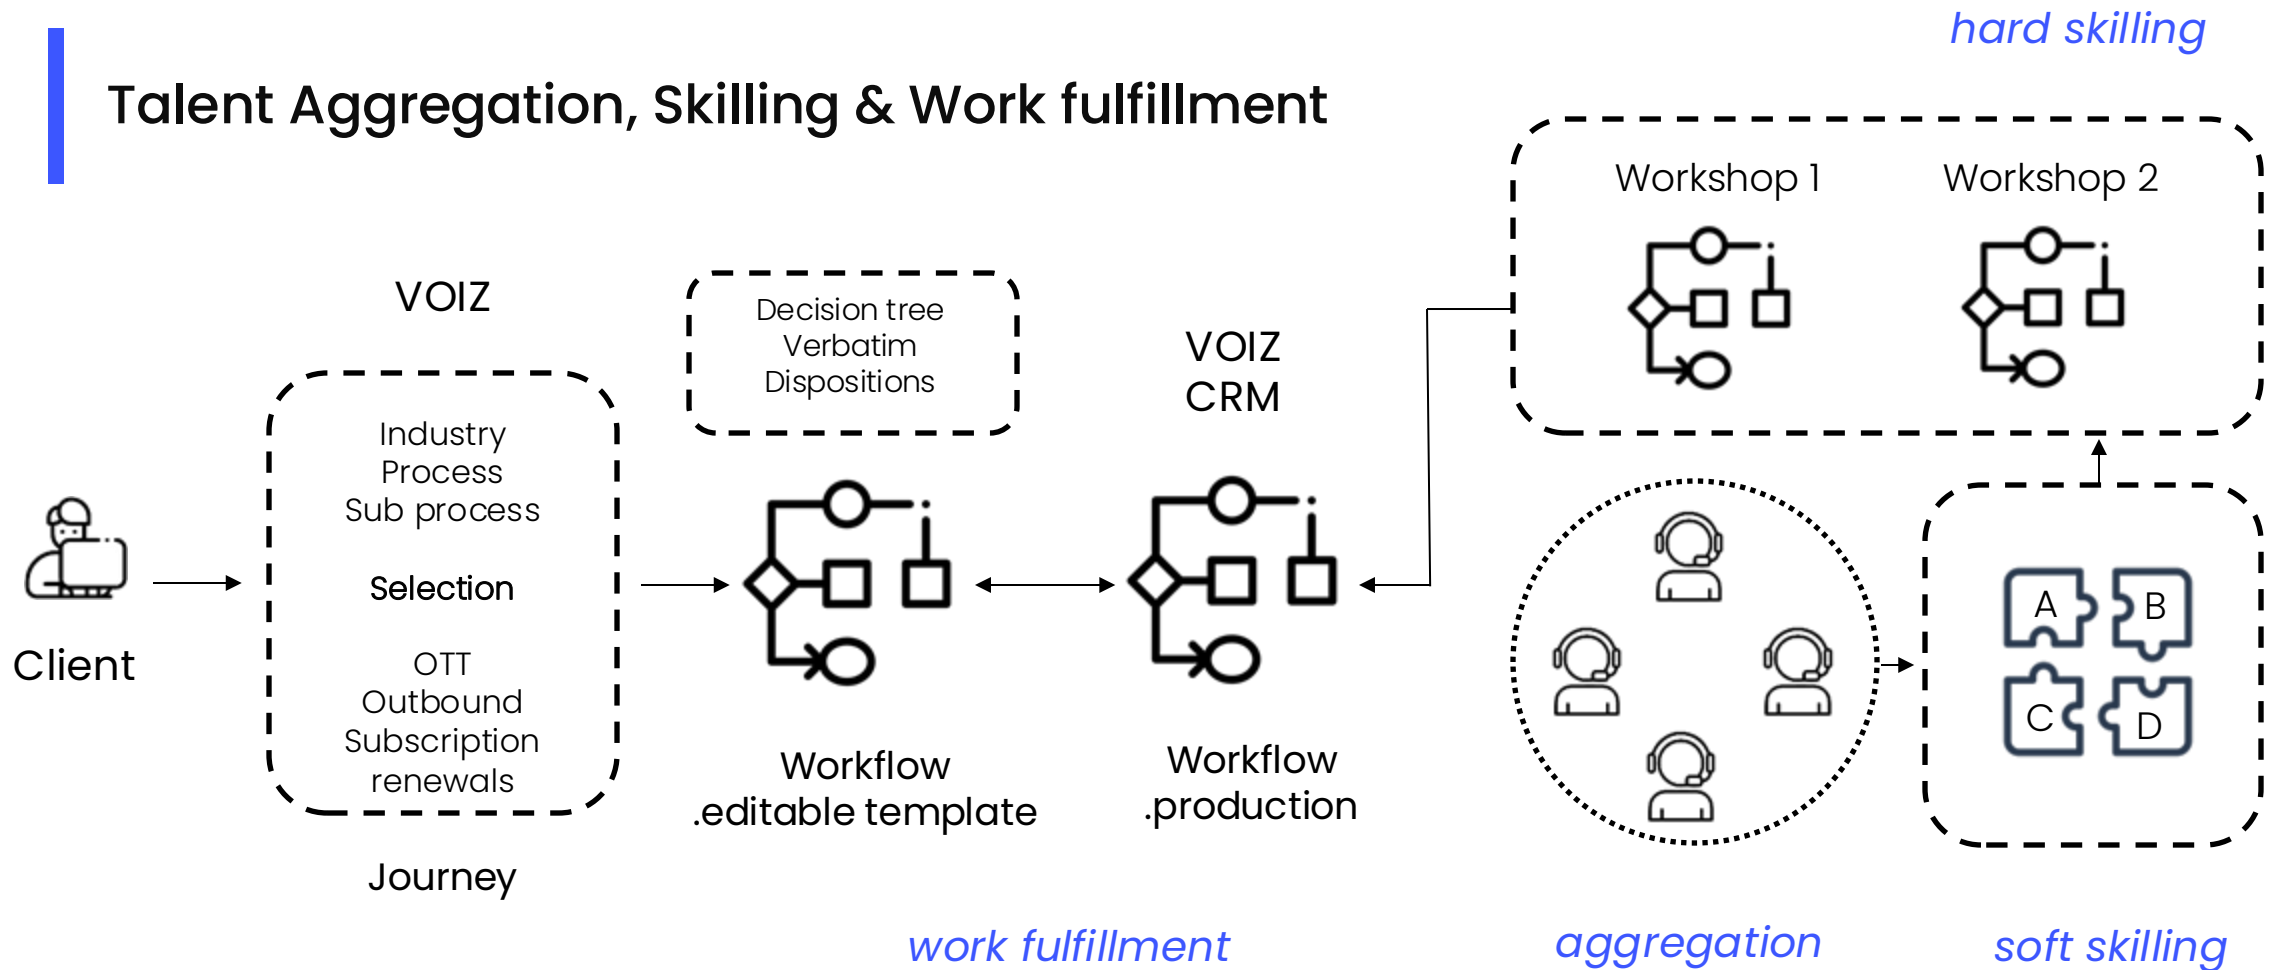 hard skilling
Talent Aggregation, Skilling & Work fulfillment
Workshop 1
Workshop 2
VOIZ
Industry
Process
Sub process
Selection
OTT
Outbound
Subscription
renewals
Journey
Client
Decision tree
Verbatim
Dispositions
Workflow
.editable template
VOIZ
CRM
Workflow
.production
A
B
C
D
work fulfillment
aggregation
soft skilling